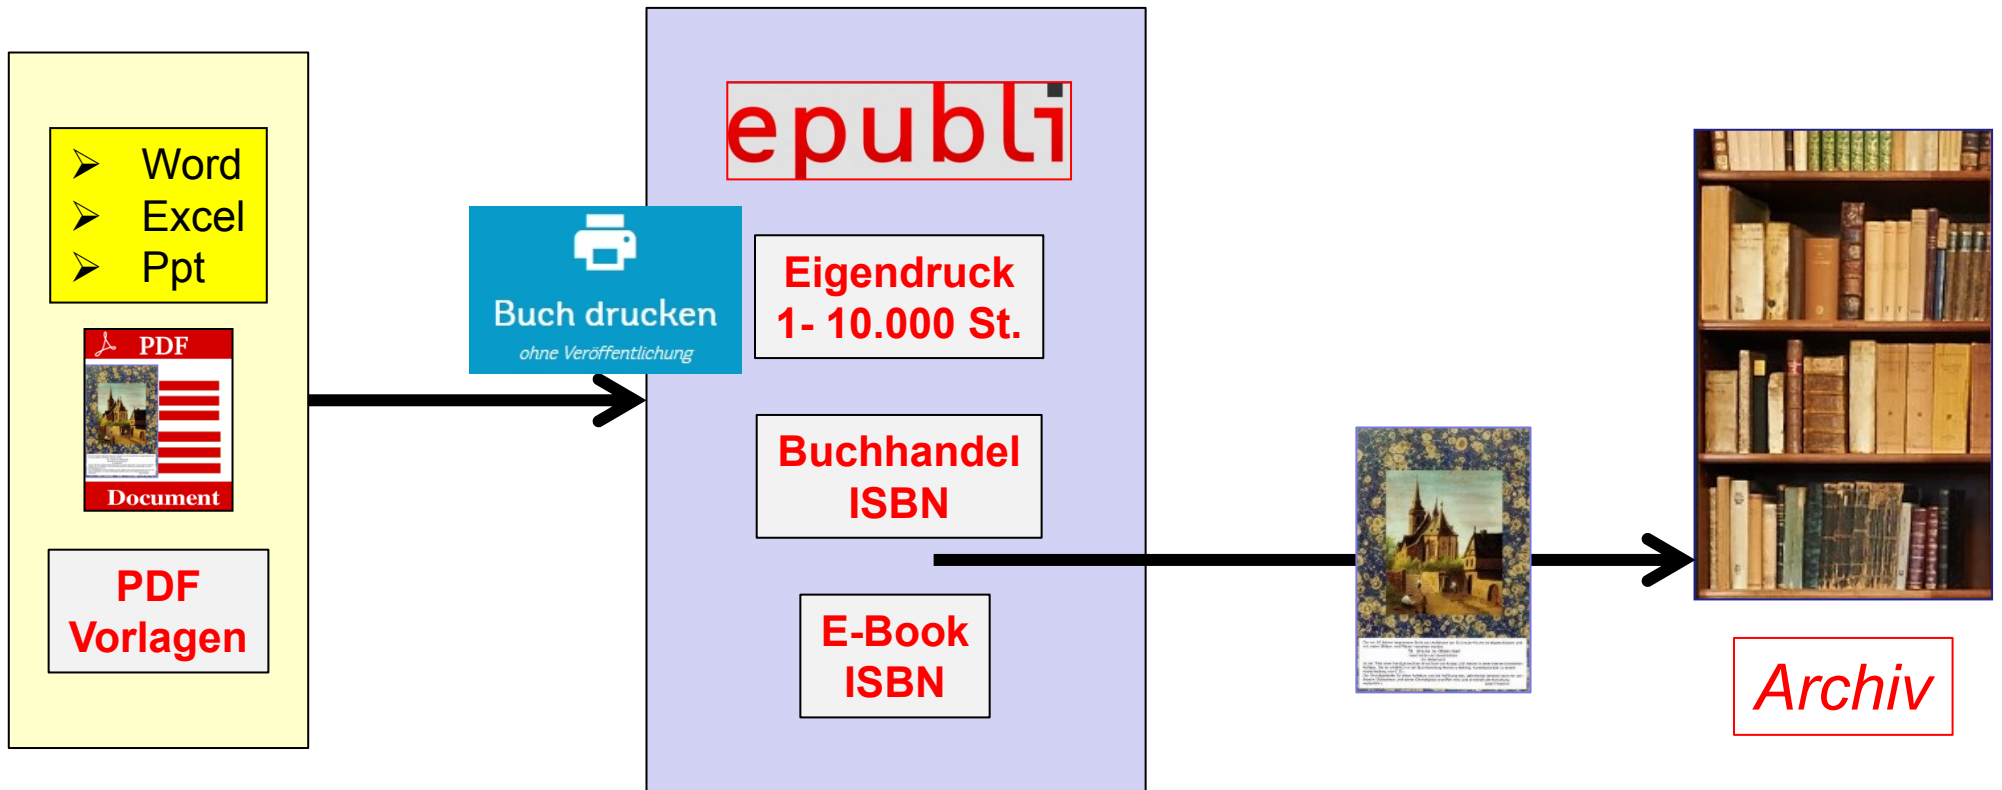 Word
Excel
Ppt
PDF
Document
PDF
Vorlagen
Buch drucken
ohne Veröffentlichung
epubli
Eigendruck
1- 10.000 St.
Buchhandel
ISBN
E-Book
ISBN
Archiv